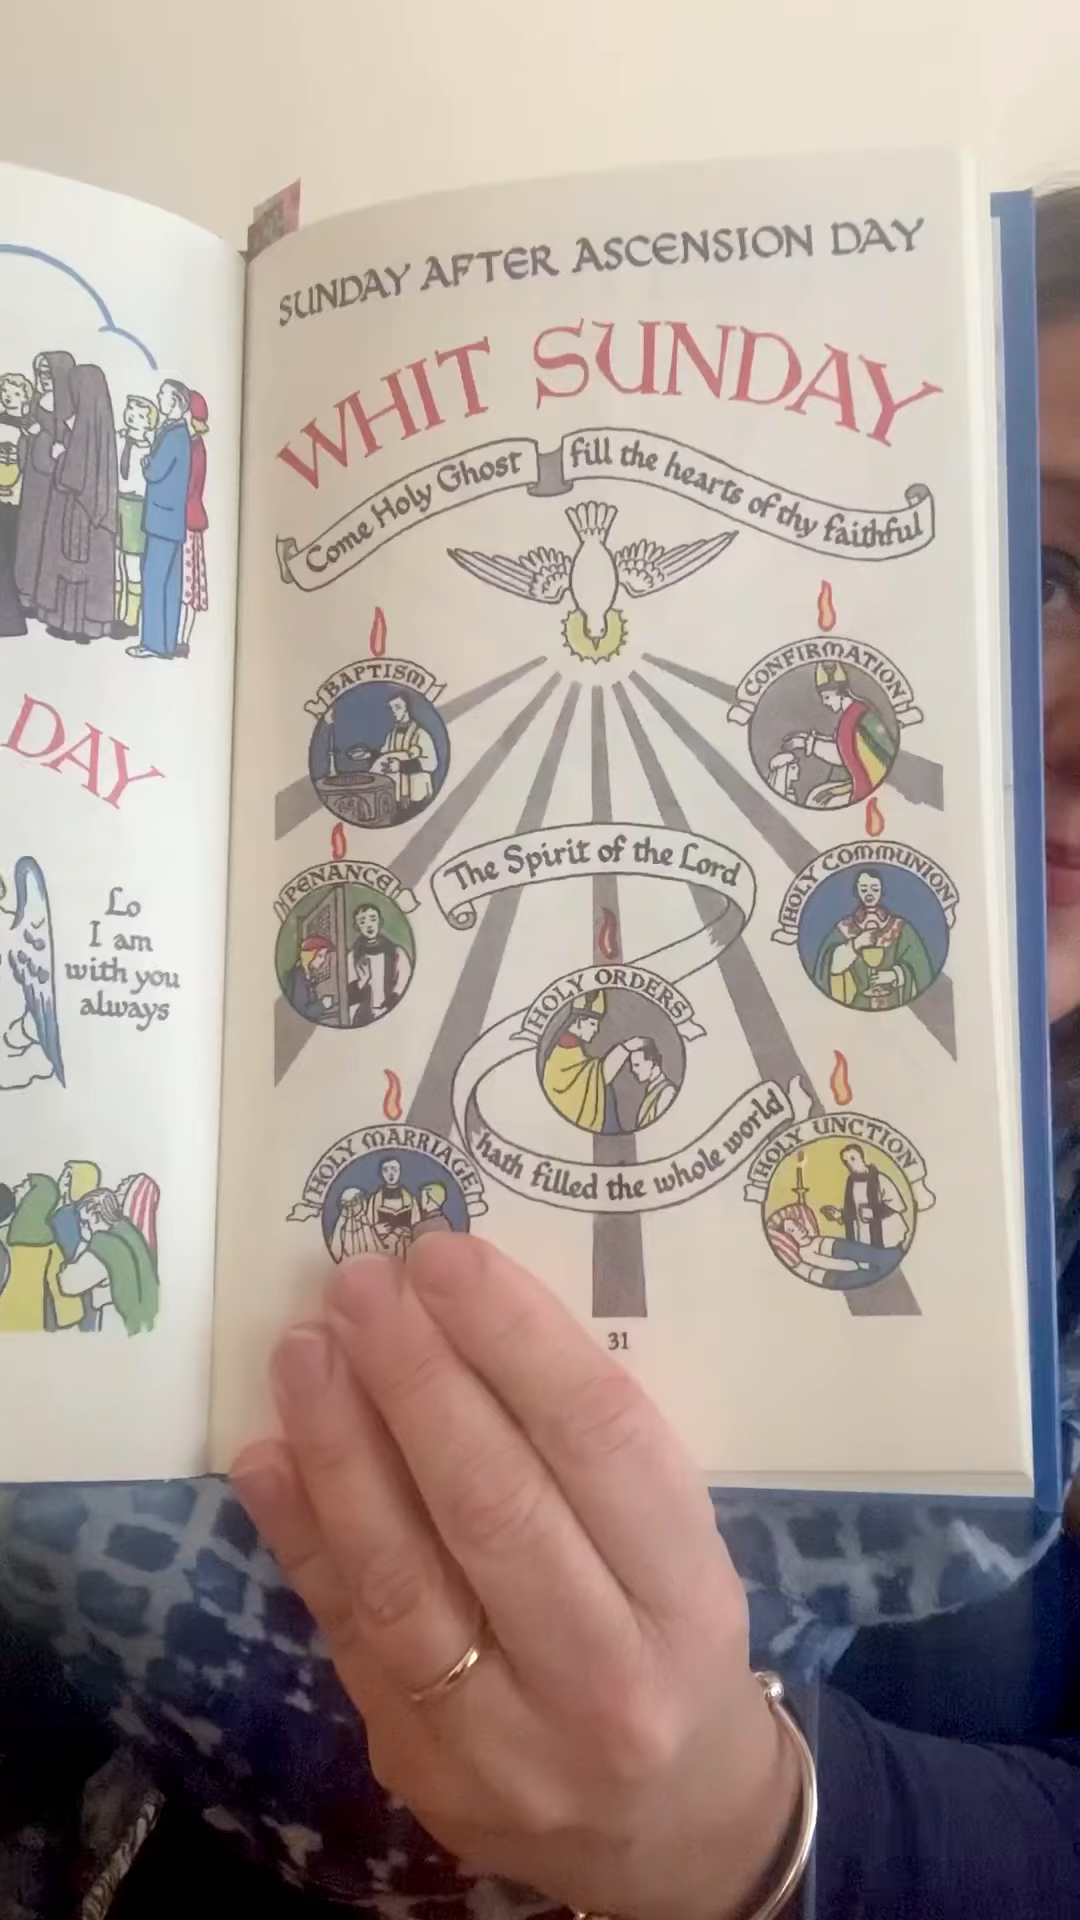 DAY
Lo
I am
with you
always
SUNDAY AFTER ASCENSION DAY
WHIT SUNDAY
Come Holy Ghost fill the hearts of thy faithful
BAPTISM
CONFIRMATION
PENANCE
The Spirit of the Lord
HOLY COMMUNION
HOLY ORDERS
HOLY MARRIAGE
hath filled the whole world
HOLY UNCTION
31